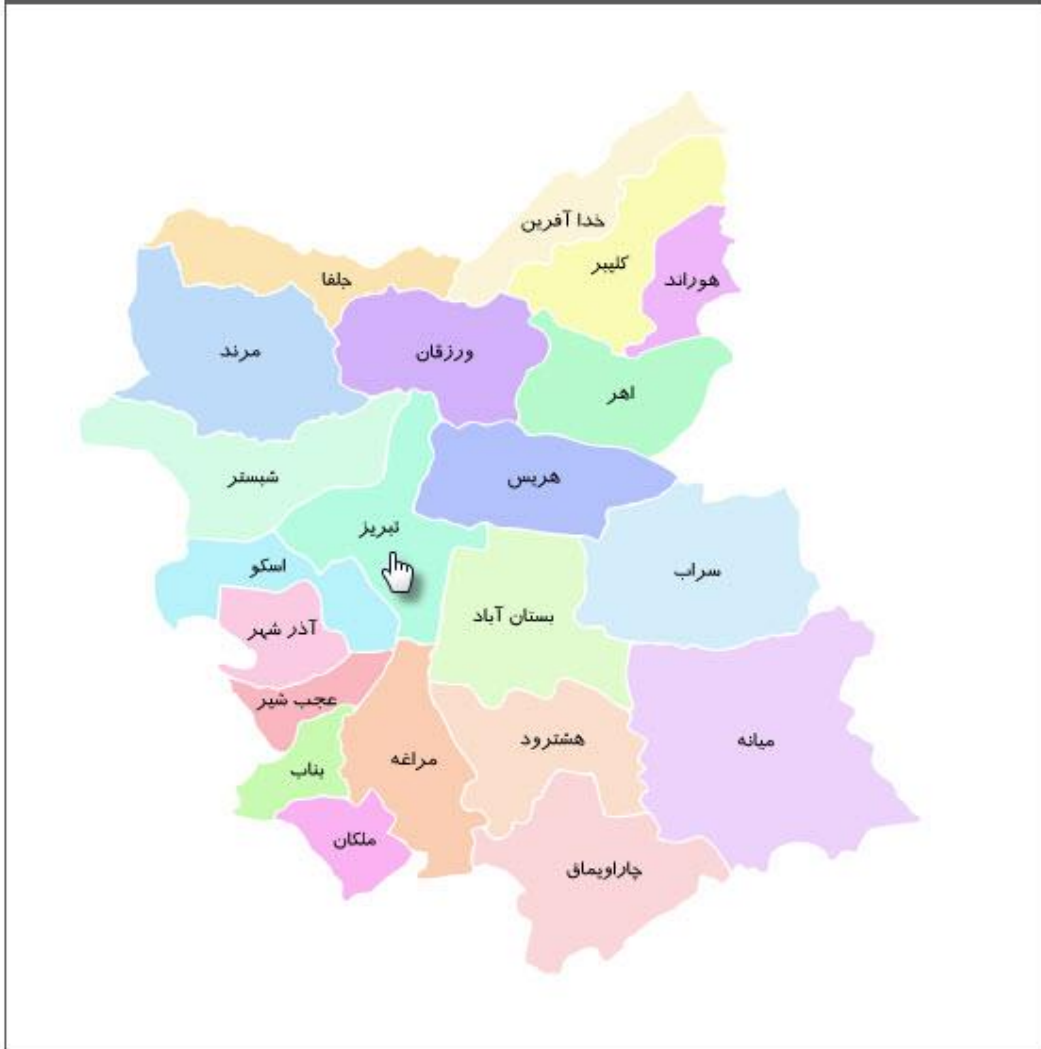 خدا آفرین
کلیبر
هوراند
جلفا
ورزقان
مرند
اهر
هریس
شبستر
تبریز
سراب
اسکو
بستان آباد
آذر شهر
عجب شیر
هشترود
میانه
مراغه
بناب
ملکان
چاراویماق